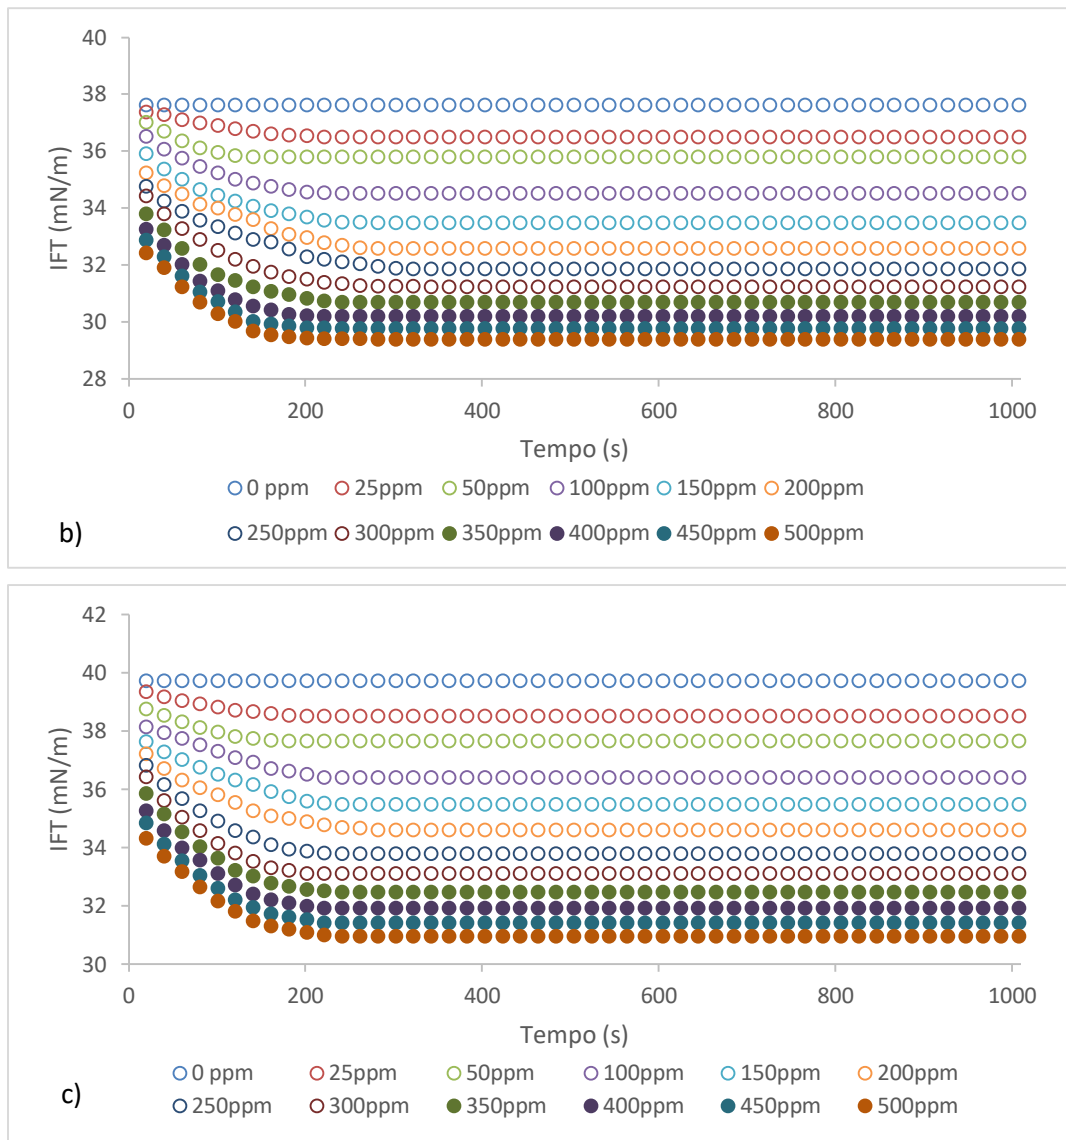 40
38
36
34
32
30
28
IFT (mN/m)
0 200 400 600 800 1000
Tempo (s)
0 ppm 25ppm 50ppm 100ppm 150ppm 200ppm
250ppm 300ppm 350ppm 400ppm 450ppm 500ppm
b)
42
40
38
36
34
32
30
IFT (mN/m)
0 200 400 600 800 1000
Tempo (s)
0 ppm 25ppm 50ppm 100ppm 150ppm 200ppm
250ppm 300ppm 350ppm 400ppm 450ppm 500ppm
c)